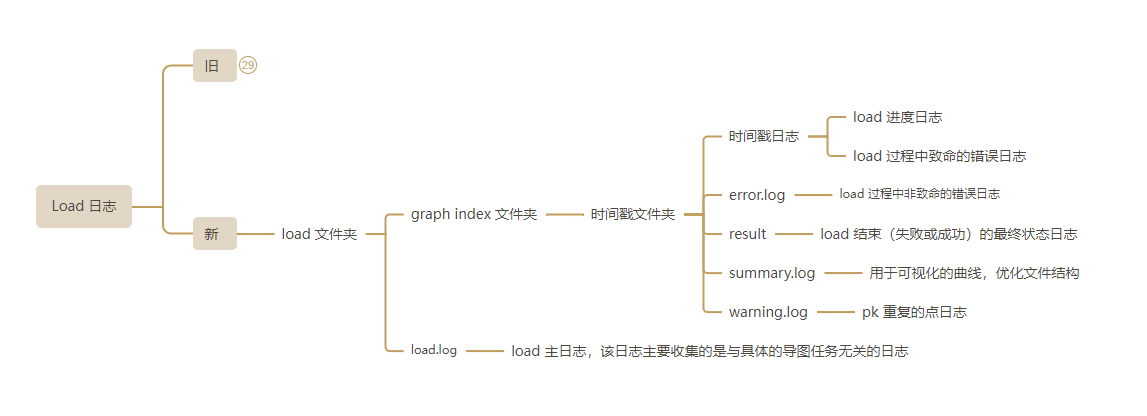 Load 日志
旧
29
新
load 文件夹
graph index 文件夹
时间戳文件夹
时间戳日志
load 进度日志
load 过程中致命的错误日志
error.log
load 过程中非致命的错误日志
result
load 结束（失败或成功）的最终状态日志
summary.log
用于可视化的曲线，优化文件结构
warning.log
pk 重复的点日志
load.log
load 主日志，该日志主要收集的是与具体的导图任务无关的日志